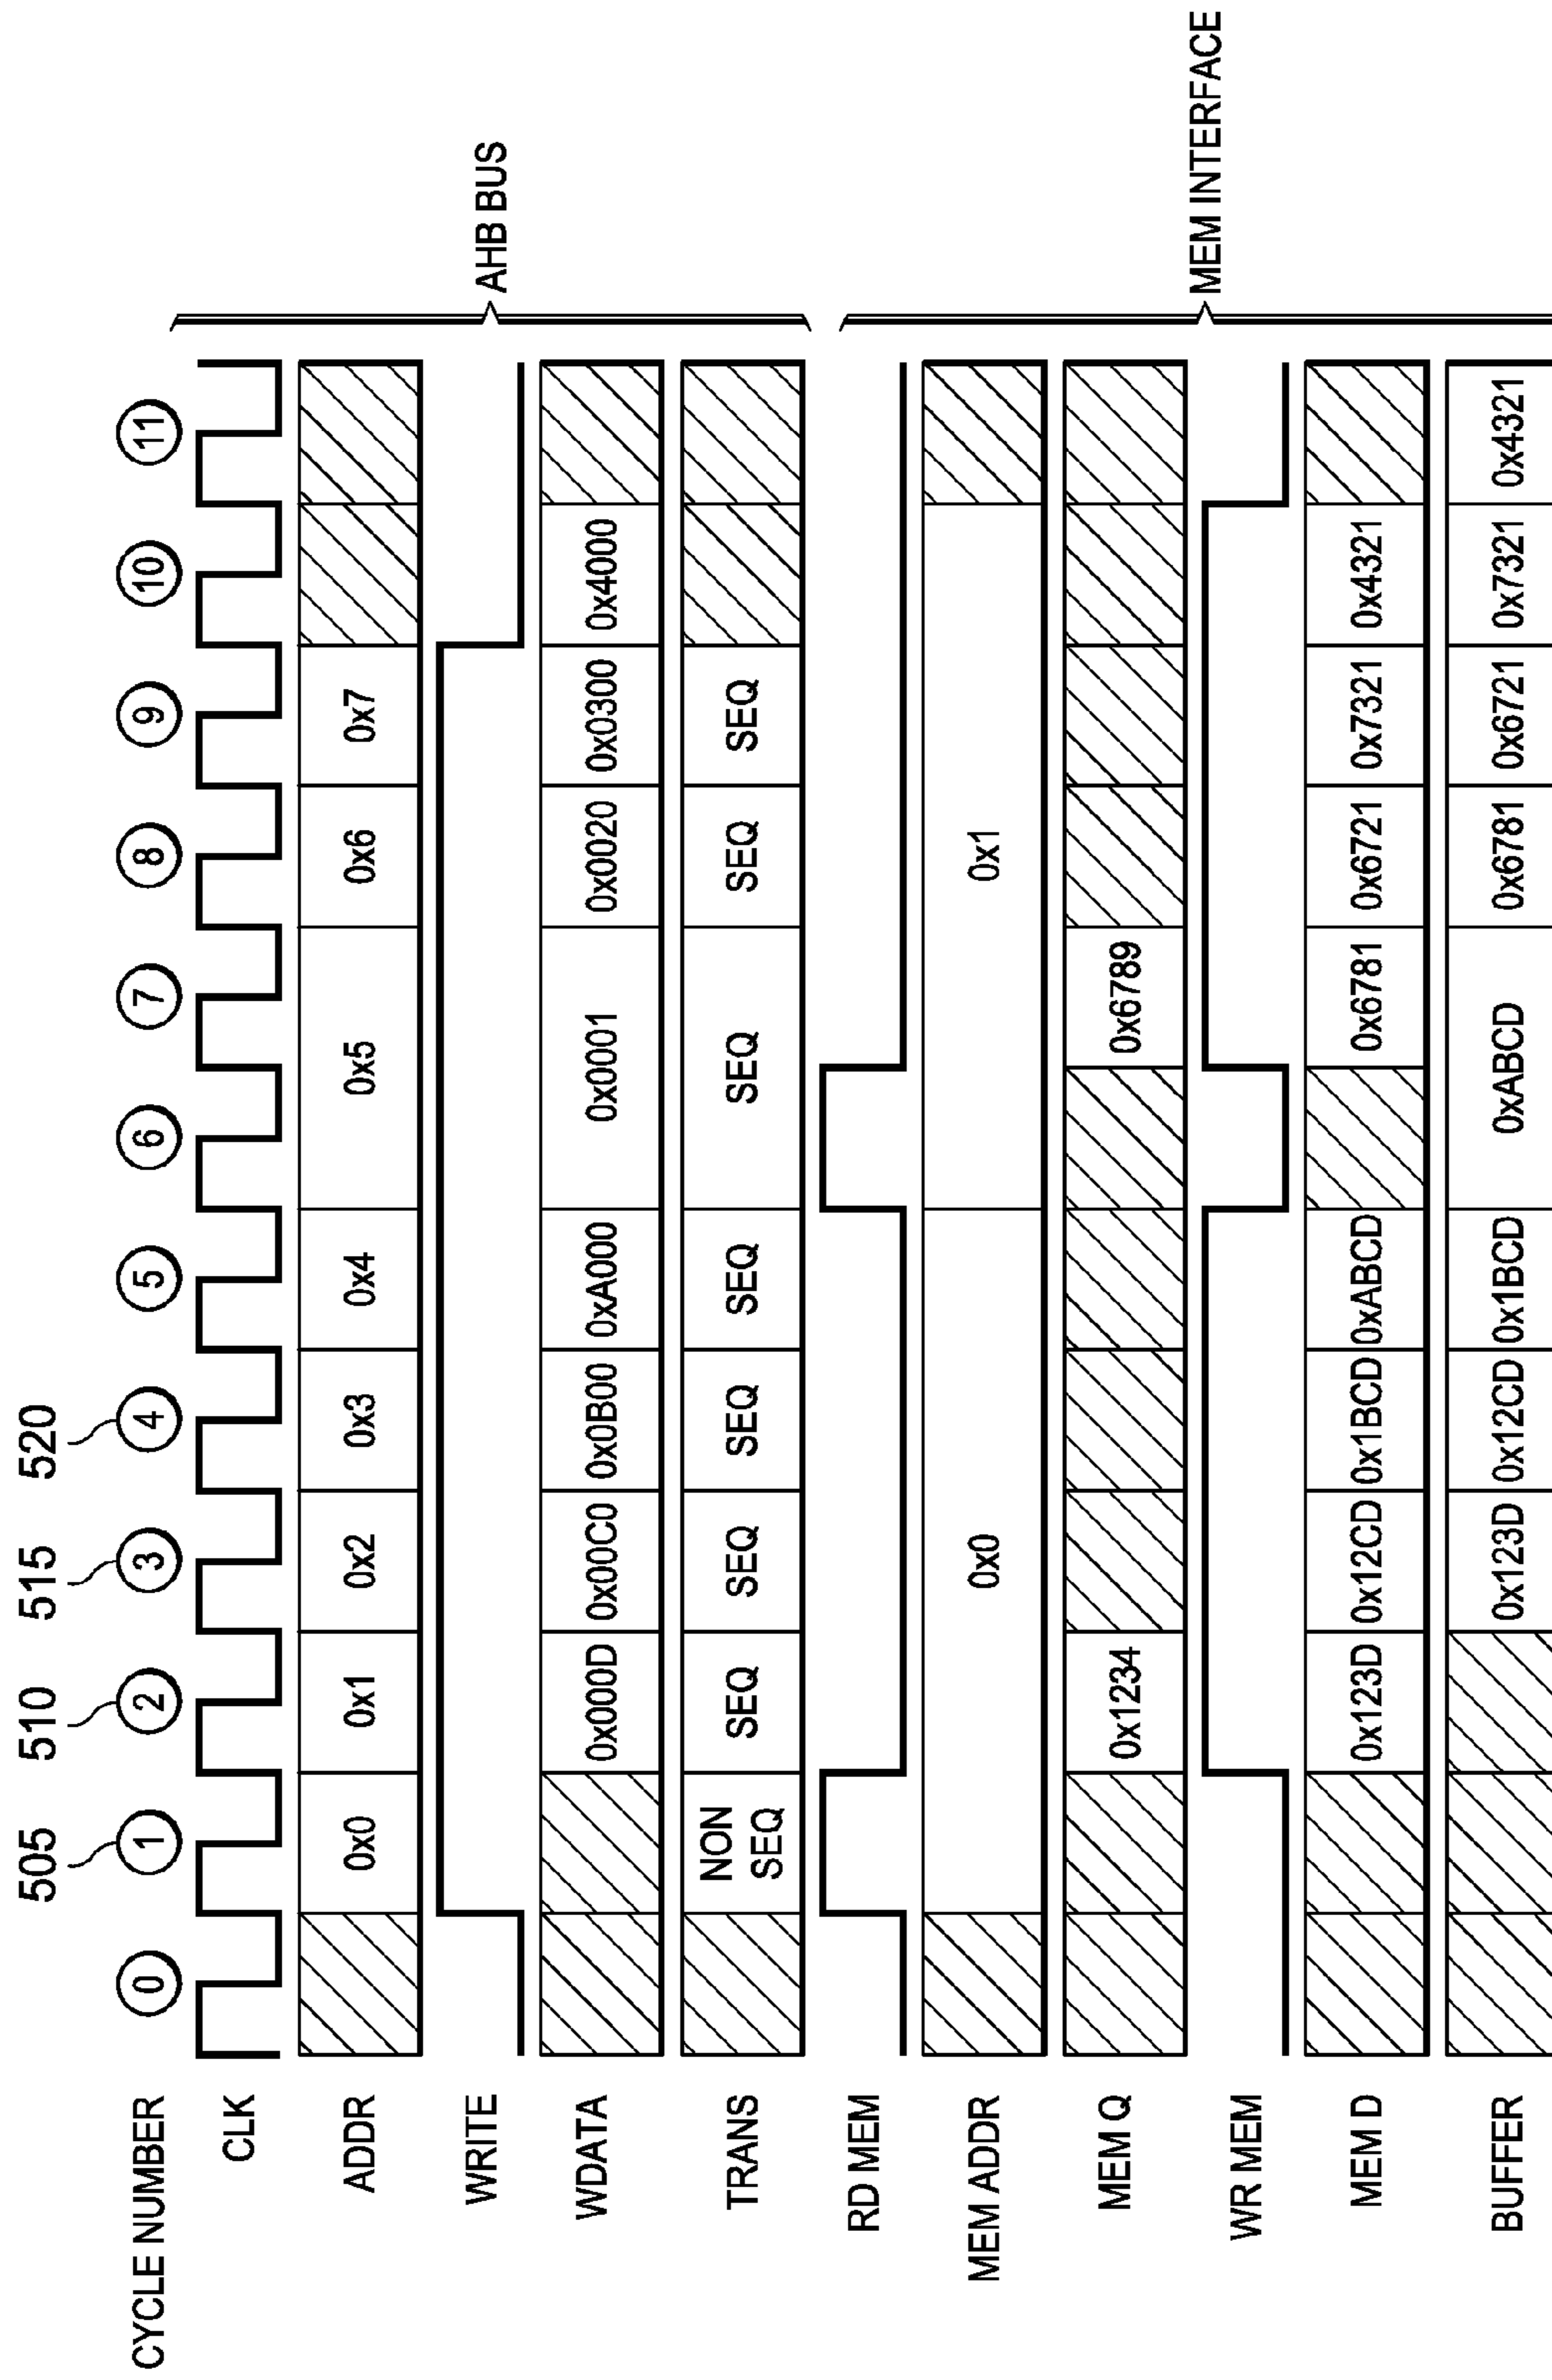 505 510 515 520
CYCLE NUMBER 0 1 2 3 4 5 6 7 8 9 10 11
CLK
ADDR 0x0 0x1 0x2 0x3 0x4 0x5 0x6 0x7
WRITE
WDATA 0x000D 0x00C0 0x0B00 0xA000 0x0001 0x0020 0x0300 0x4000
TRANS NON SEQ SEQ SEQ SEQ SEQ SEQ SEQ SEQ
AHB BUS
RD MEM
MEM ADDR 0x0 0x1
MEM Q 0x1234 0x6789
WR MEM
MEM D 0x123D 0x12CD 0x1BCD 0xABCD 0x6781 0x6721 0x7321 0x4321
BUFFER 0x123D 0x12CD 0x1BCD 0xABCD 0x6781 0x6721 0x7321 0x4321
MEM INTERFACE